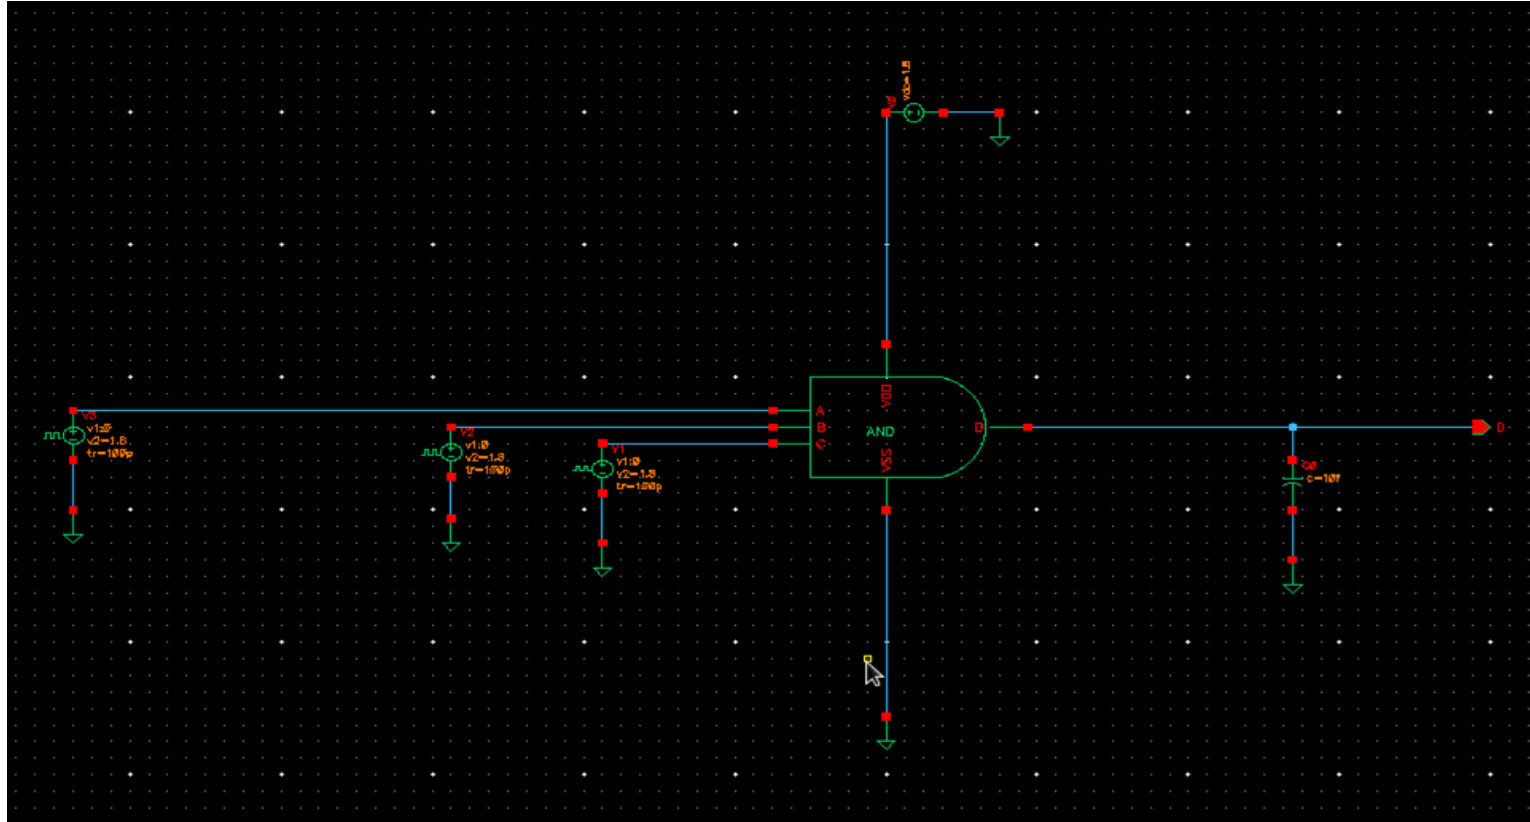 vdc=1.8
VDD
A
B
C
AND
D
VSS
D
V3
v1:0
v2=1.8
tr=100p
V2
v1:0
v2=1.8
tr=100p
V1
v1:0
v2=1.8
tr=100p
C0
c=10f